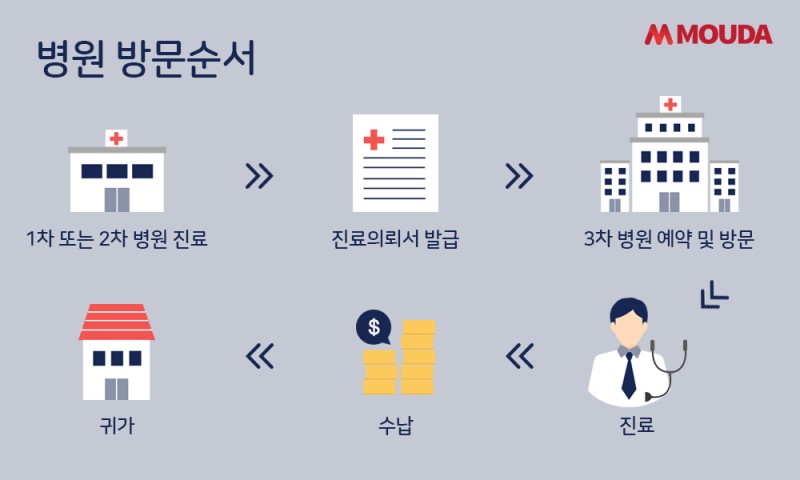 병원 방문순서
MOUDA
1차 또는 2차 병원 진료
진료의뢰서 발급
3차 병원 예약 및 방문
진료
$
수납
귀가